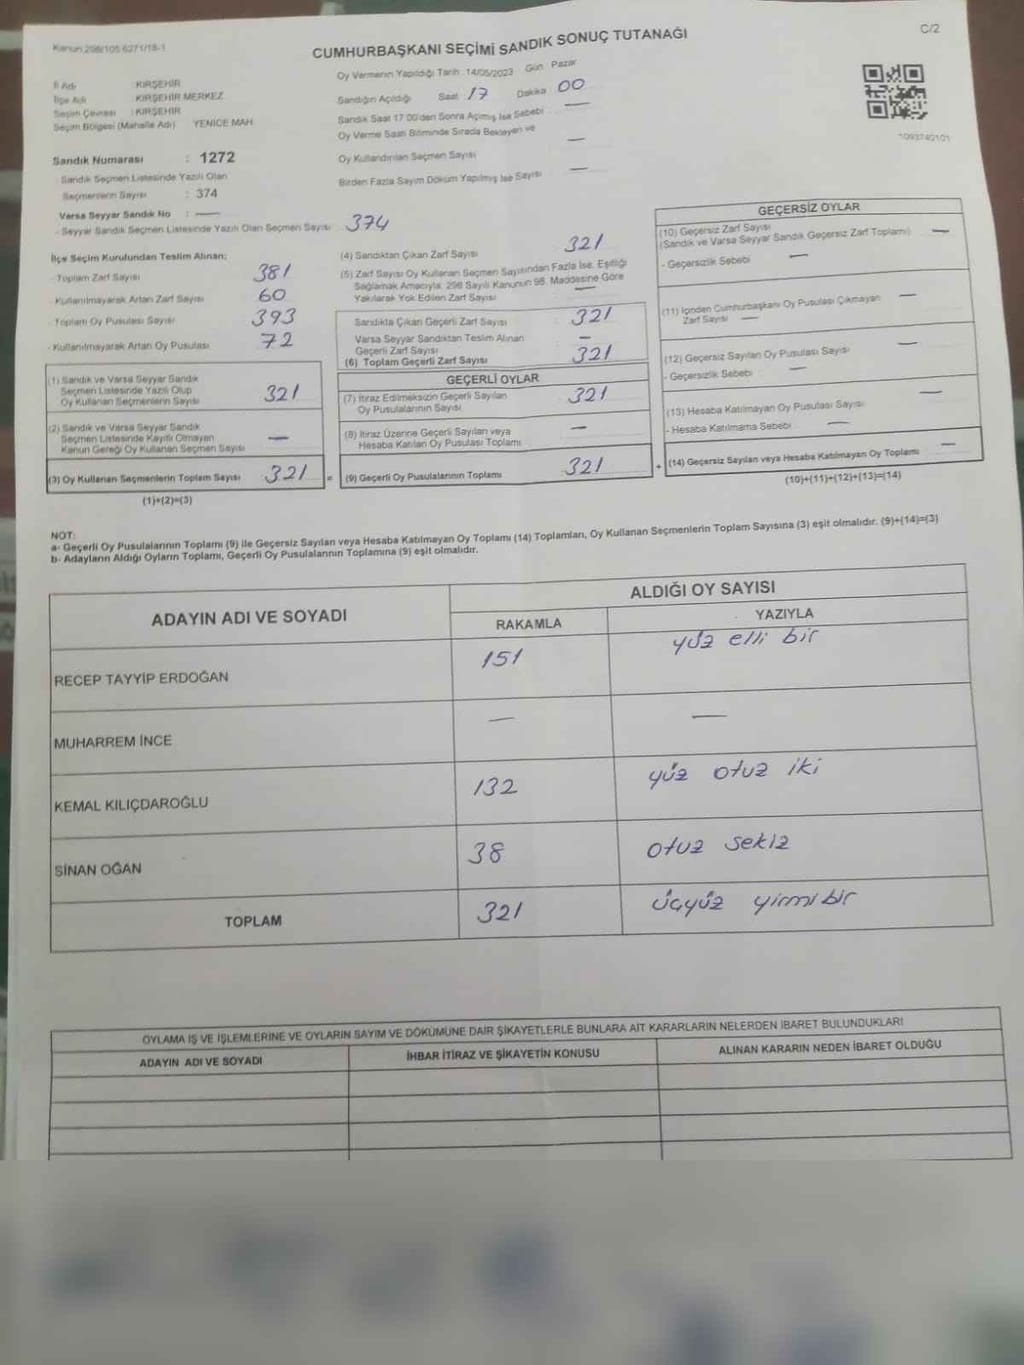 Kanun 298/105 6271/18-1
C/2
CUMHURBAŞKANI SEÇİMİ SANDIK SONUÇ TUTANAĞI
İl Adı : KIRŞEHİR
İlçe Adı : KIRŞEHİR MERKEZ
Seçim Çevresi : KIRŞEHİR
Seçim Bölgesi (Mahalle Adı) YENİCE MAH
Oy Vermenin Yapıldığı Tarih :14/05/2023 Gün : Pazar
Sandığın Açıldığı Saat 17 Dakika 00
Sandık Saat 17 00'den Sonra Açımış İse Sebebi —
Oy Verme Saati Bitiminde Sırada Bekleyen ve
Oy Kullandırılan Seçmen Sayısı —
Birden Fazla Sayım Döküm Yapılmış İse Sayısı —
1093740101
Sandık Numarası : 1272
- Sandık Seçmen Listesinde Yazılı Olan
Seçmenlerin Sayısı : 374
Varsa Seyyar Sandık No : —
- Seyyar Sandık Seçmen Listesinde Yazılı Olan Seçmen Sayısı 374
İlçe Seçim Kurulundan Teslim Alınan;
- Toplam Zarf Sayısı 381
- Kullanılmayarak Artan Zarf Sayısı 60
- Toplam Oy Pusulası Sayısı 393
- Kullanılmayarak Artan Oy Pusulası 72
(1) Sandık ve Varsa Seyyar Sandık
Seçmen Listesinde Yazılı Olup
Oy Kullanan Seçmenlerin Sayısı 321
(2) Sandık ve Varsa Seyyar Sandık
Seçmen Listesinde Kayıtlı Olmayan
Kanun Gereği Oy Kullanan Seçmen Sayısı —
(3) Oy Kullanan Seçmenlerin Toplam Sayısı 321 =
(1)+(2)=(3)
(4) Sandıktan Çıkan Zarf Sayısı 321
(5) Zarf Sayısı Oy Kullanan Seçmen Sayısından Fazla İse, Eşitliği
Sağlamak Amacıyla, 298 Sayılı Kanunun 98. Maddesine Göre
Yakılarak Yok Edilen Zarf Sayısı —
Sandıkta Çıkan Geçerli Zarf Sayısı 321
Varsa Seyyar Sandıktan Teslim Alınan
Geçerli Zarf Sayısı —
(6) Toplam Geçerli Zarf Sayısı 321
GEÇERLİ OYLAR
(7) İtiraz Edilmeksizin Geçerli Sayılan
Oy Pusulalarının Sayısı 321
(8) İtiraz Üzerine Geçerli Sayılan veya
Hesaba Katılan Oy Pusulası Toplamı —
(9) Geçerli Oy Pusulalarının Toplamı 321 +
GEÇERSİZ OYLAR
(10) Geçersiz Zarf Sayısı
(Sandık ve Varsa Seyyar Sandık Geçersiz Zarf Toplamı) —
- Geçersizlik Sebebi —
(11) İçinden Cumhurbaşkanı Oy Pusulası Çıkmayan —
Zarf Sayısı —
(12) Geçersiz Sayılan Oy Pusulası Sayısı —
- Geçersizlik Sebebi —
(13) Hesaba Katılmayan Oy Pusulası Sayısı —
- Hesaba Katılmama Sebebi —
(14) Geçersiz Sayılan veya Hesaba Katılmayan Oy Toplamı —
(10)+(11)+(12)+(13)=(14)
NOT:
a- Geçerli Oy Pusulalarının Toplamı (9) ile Geçersiz Sayılan veya Hesaba Katılmayan Oy Toplamı (14) Toplamları, Oy Kullanan Seçmenlerin Toplam Sayısına (3) eşit olmalıdır. (9)+(14)=(3)
b- Adayların Aldığı Oyların Toplamı, Geçerli Oy Pusulalarının Toplamına (9) eşit olmalıdır.
ADAYIN ADI VE SOYADI
ALDIĞI OY SAYISI
RAKAMLA YAZIYLA
RECEP TAYYİP ERDOĞAN 151 yüz elli bir
MUHARREM İNCE — —
KEMAL KILIÇDAROĞLU 132 yüz otuz iki
SİNAN OĞAN 38 otuz sekiz
TOPLAM 321 üçyüz yirmi bir
OYLAMA İŞ VE İŞLEMLERİNE VE OYLARIN SAYIM VE DÖKÜMÜNE DAİR ŞİKAYETLERLE BUNLARA AİT KARARLARIN NELERDEN İBARET BULUNDUKLARI
ADAYIN ADI VE SOYADI İHBAR İTİRAZ VE ŞİKAYETİN KONUSU ALINAN KARARIN NEDEN İBARET OLDUĞU